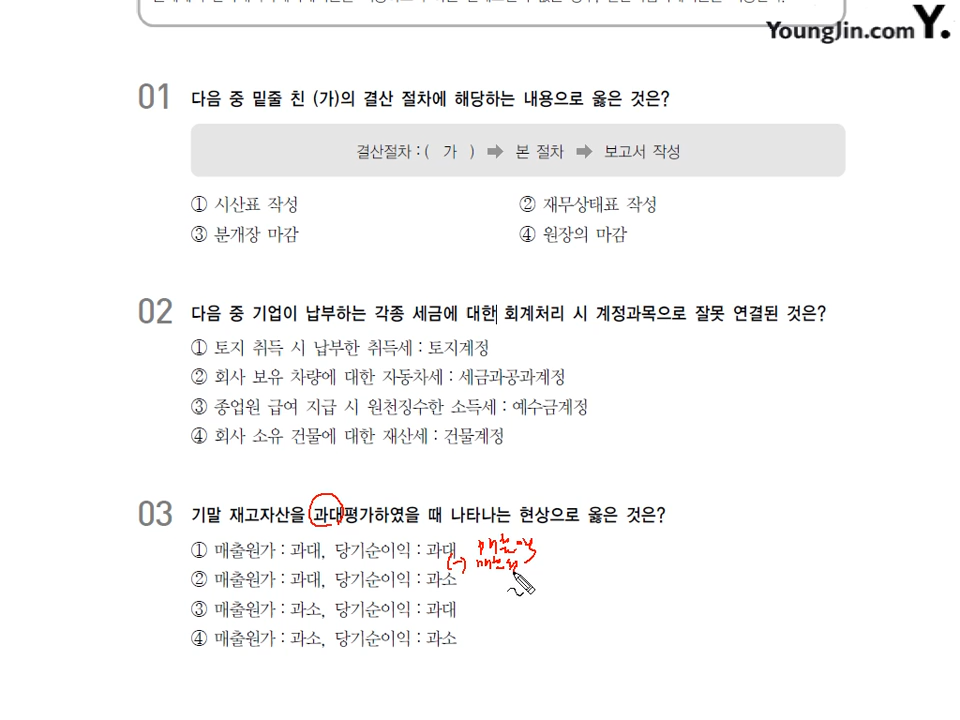 YoungJin.com Y.
01 다음 중 밑줄 친 (가)의 결산 절차에 해당하는 내용으로 옳은 것은?
결산절차 : ( 가 ) ➡ 본 절차 ➡ 보고서 작성
① 시산표 작성 ② 재무상태표 작성
③ 분개장 마감 ④ 원장의 마감
02 다음 중 기업이 납부하는 각종 세금에 대한 회계처리 시 계정과목으로 잘못 연결된 것은?
① 토지 취득 시 납부한 취득세 : 토지계정
② 회사 보유 차량에 대한 자동차세 : 세금과공과계정
③ 종업원 급여 지급 시 원천징수한 소득세 : 예수금계정
④ 회사 소유 건물에 대한 재산세 : 건물계정
03 기말 재고자산을 과대평가하였을 때 나타나는 현상으로 옳은 것은?
① 매출원가 : 과대, 당기순이익 : 과대
(-)
② 매출원가 : 과대, 당기순이익 : 과소
③ 매출원가 : 과소, 당기순이익 : 과대
④ 매출원가 : 과소, 당기순이익 : 과소